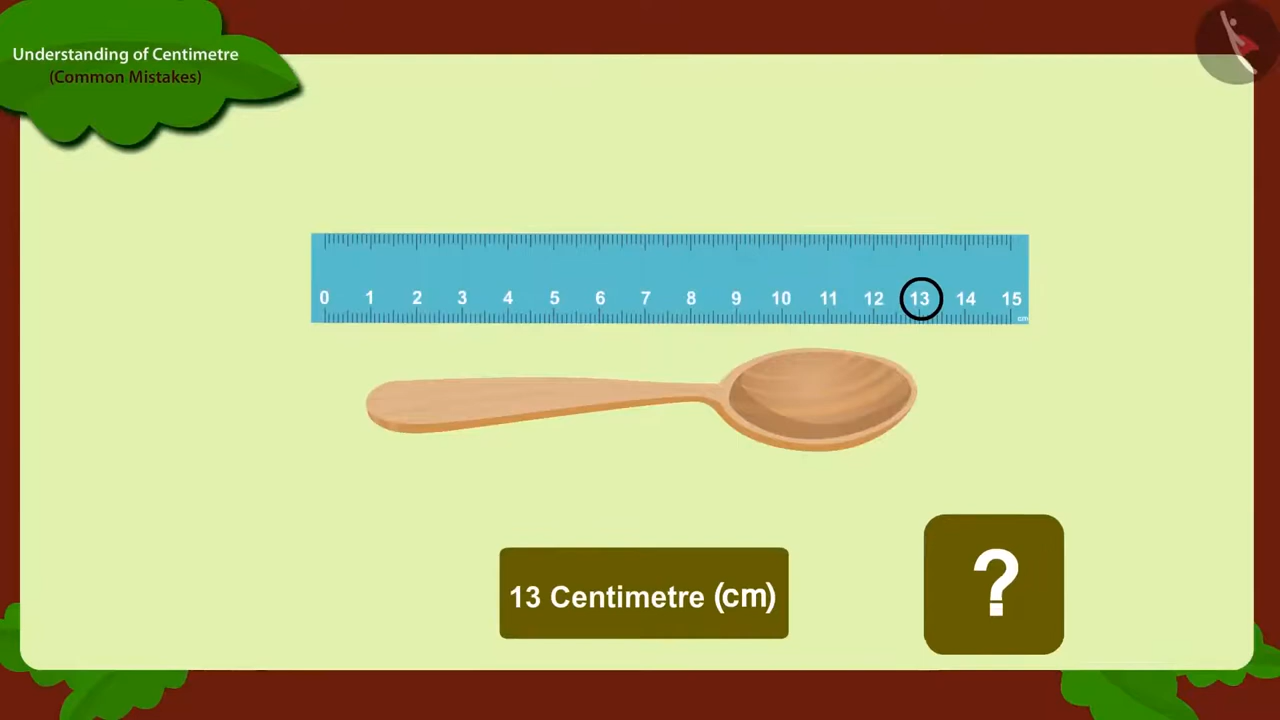 Understanding of Centimetre
(Common Mistakes)
0 1 2 3 4 5 6 7 8 9 10 11 12 13 14 15
cm
13 Centimetre (cm)
?